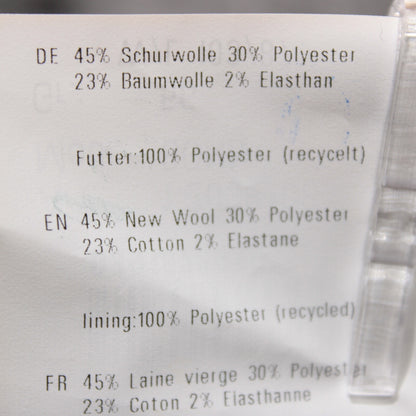 DE 45% Schurwolle 30% Polyester
23% Baumwolle 2% Elasthan
Futter:100% Polyester (recycelt)
EN 45% New Wool 30% Polyester
23% Cotton 2% Elastane
lining:100% Polyester (recycled)
FR 45% Laine vierge 30% Polyester
23% Coton 2% Elasthanne